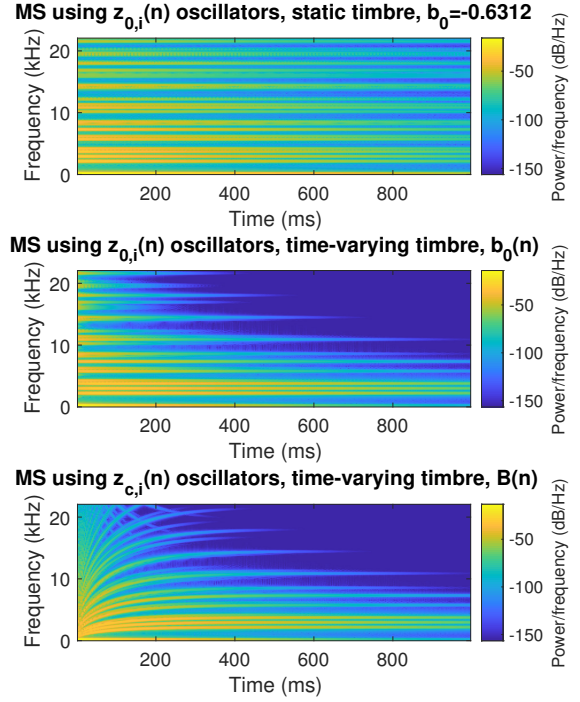 MS using z0,i(n) oscillators, static timbre, b0=-0.6312
Frequency (kHz)
20
10
0
200 400 600 800
Time (ms)
-50
-100
-150
Power/frequency (dB/Hz)
MS using z0,i(n) oscillators, time-varying timbre, b0(n)
Frequency (kHz)
20
10
0
200 400 600 800
Time (ms)
-50
-100
-150
Power/frequency (dB/Hz)
MS using zc,i(n) oscillators, time-varying timbre, B(n)
Frequency (kHz)
20
10
0
200 400 600 800
Time (ms)
-50
-100
-150
Power/frequency (dB/Hz)